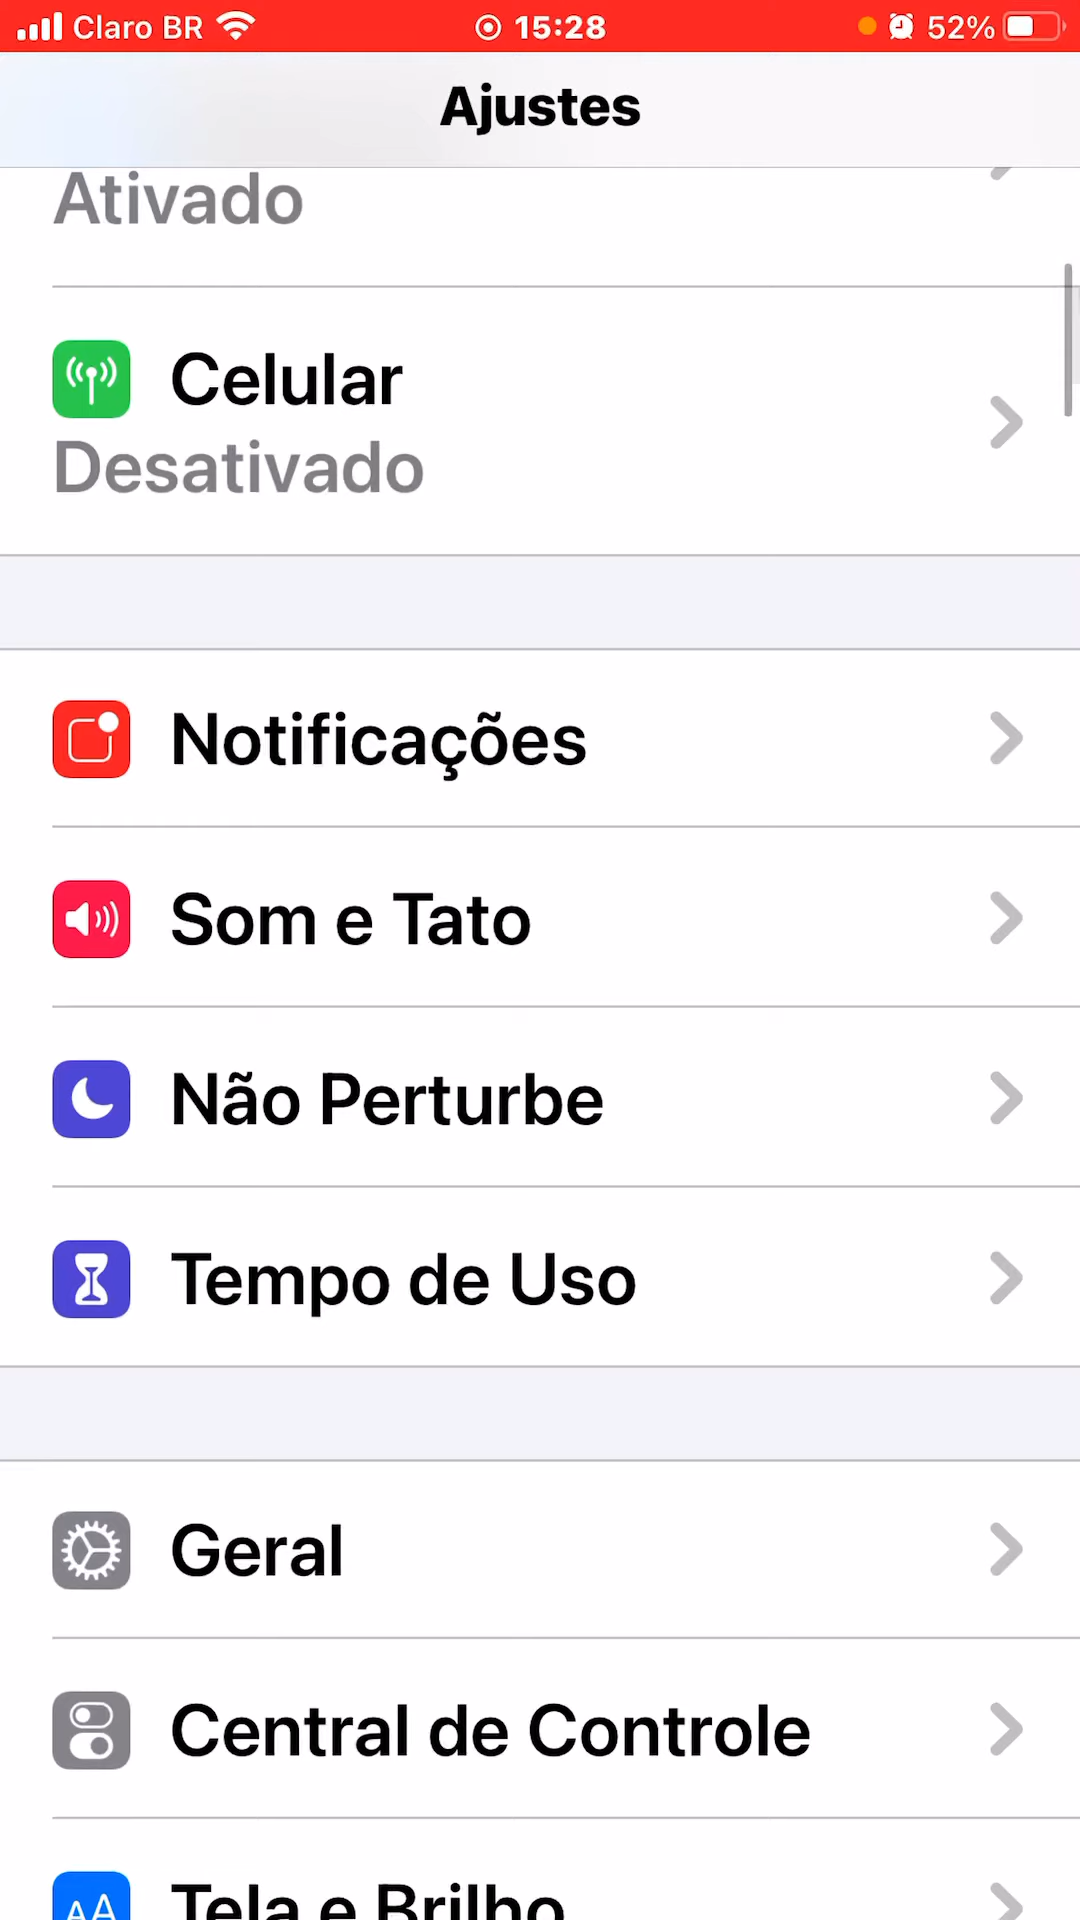 Claro BR 15:28 52%
Ajustes
Ativado
Celular
Desativado
Notificações
Som e Tato
Não Perturbe
Tempo de Uso
Geral
Central de Controle
AA Tela e Brilho